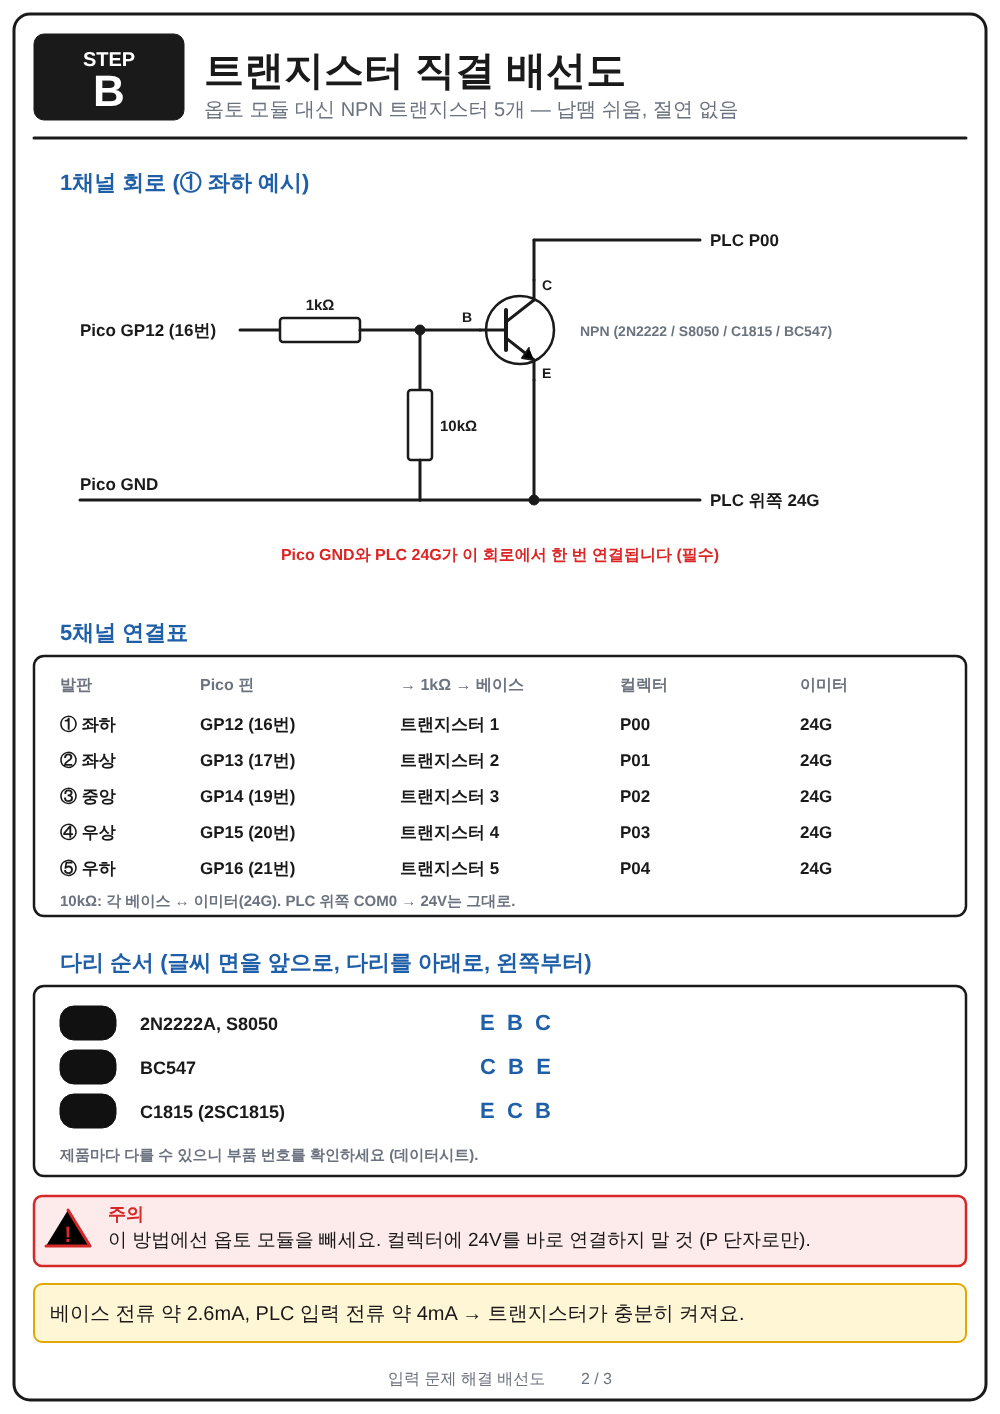 STEP
B
트랜지스터 직결 배선도
옵토 모듈 대신 NPN 트랜지스터 5개 — 납땜 쉬움, 절연 없음
1채널 회로 (① 좌하 예시)
PLC P00
C
1kΩ
B
Pico GP12 (16번)
NPN (2N2222 / S8050 / C1815 / BC547)
E
10kΩ
Pico GND
PLC 위쪽 24G
Pico GND와 PLC 24G가 이 회로에서 한 번 연결됩니다 (필수)
5채널 연결표
발판 Pico 핀 → 1kΩ → 베이스 컬렉터 이미터
① 좌하 GP12 (16번) 트랜지스터 1 P00 24G
② 좌상 GP13 (17번) 트랜지스터 2 P01 24G
③ 중앙 GP14 (19번) 트랜지스터 3 P02 24G
④ 우상 GP15 (20번) 트랜지스터 4 P03 24G
⑤ 우하 GP16 (21번) 트랜지스터 5 P04 24G
10kΩ: 각 베이스 ↔ 이미터(24G). PLC 위쪽 COM0 → 24V는 그대로.
다리 순서 (글씨 면을 앞으로, 다리를 아래로, 왼쪽부터)
2N2222A, S8050 E B C
BC547 C B E
C1815 (2SC1815) E C B
제품마다 다를 수 있으니 부품 번호를 확인하세요 (데이터시트).
주의
!
이 방법에선 옵토 모듈을 빼세요. 컬렉터에 24V를 바로 연결하지 말 것 (P 단자로만).
베이스 전류 약 2.6mA, PLC 입력 전류 약 4mA → 트랜지스터가 충분히 켜져요.
입력 문제 해결 배선도 2 / 3